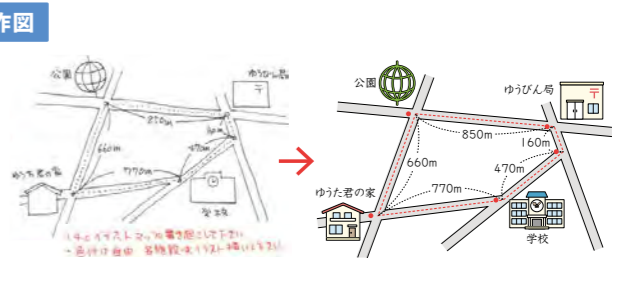 作図
公園
ゆうびん局
〒
850m
160m
660m
470m
770m
ゆうた君の家
学校
公園
ゆうびん局
〒
850m
160m
660m
470m
770m
ゆうた君の家
学校